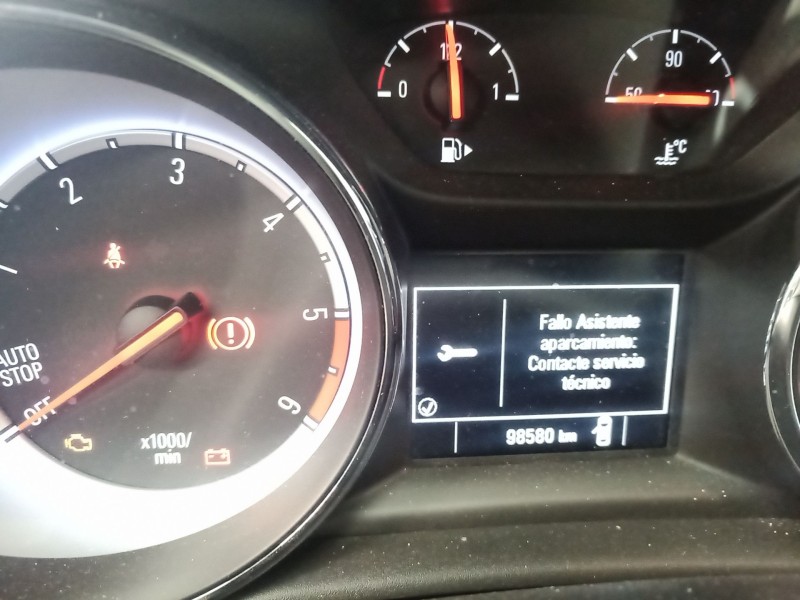 1/2
0
1
90
50
°C
2
3
4
5
6
AUTO
STOP
OFF
x1000/
min
Fallo Asistente
aparcamiento:
Contacte servicio
técnico
98580 km